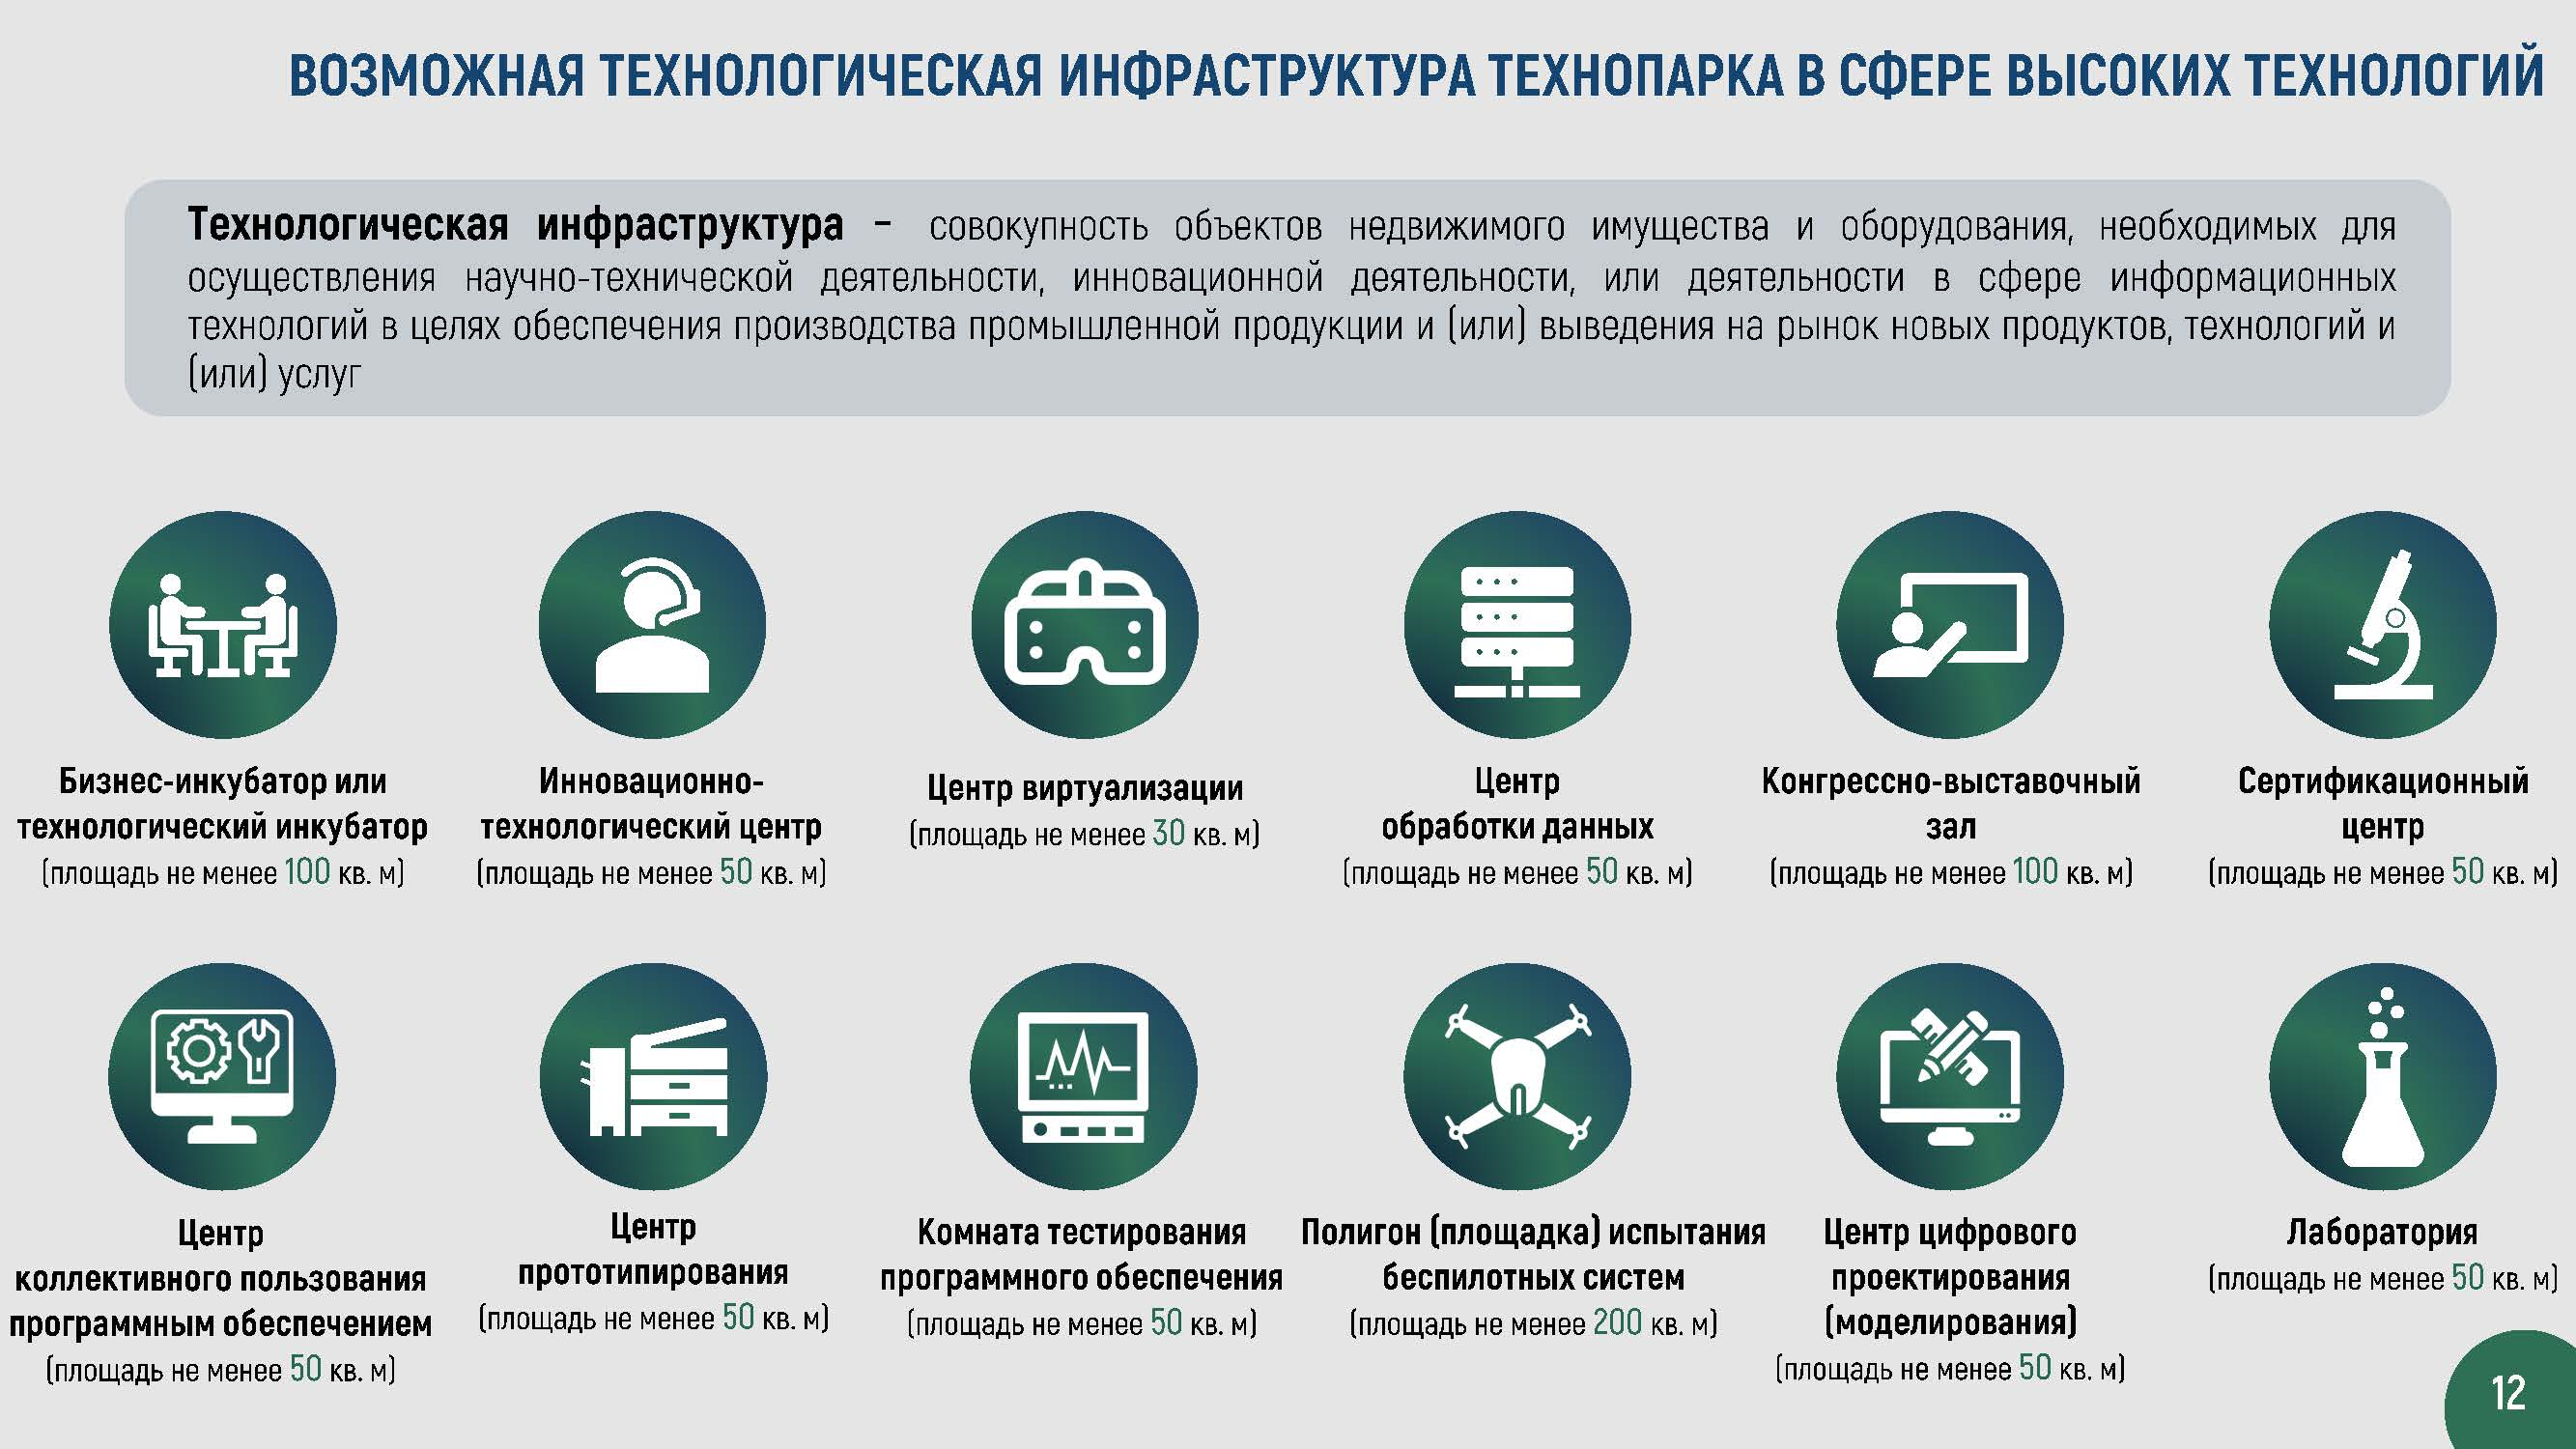 ВОЗМОЖНАЯ ТЕХНОЛОГИЧЕСКАЯ ИНФРАСТРУКТУРА ТЕХНОПАРКА В СФЕРЕ ВЫСОКИХ ТЕХНОЛОГИЙ
Технологическая инфраструктура – совокупность объектов недвижимого имущества и оборудования, необходимых для
осуществления научно-технической деятельности, инновационной деятельности, или деятельности в сфере информационных
технологий в целях обеспечения производства промышленной продукции и (или) выведения на рынок новых продуктов, технологий и
(или) услуг
Бизнес-инкубатор или
технологический инкубатор
(площадь не менее 100 кв. м)
Инновационно-
технологический центр
(площадь не менее 50 кв. м)
Центр виртуализации
(площадь не менее 30 кв. м)
Центр
обработки данных
(площадь не менее 50 кв. м)
Конгрессно-выставочный
зал
(площадь не менее 100 кв. м)
Сертификационный
центр
(площадь не менее 50 кв. м)
Центр
коллективного пользования
программным обеспечением
(площадь не менее 50 кв. м)
Центр
прототипирования
(площадь не менее 50 кв. м)
Комната тестирования
программного обеспечения
(площадь не менее 50 кв. м)
Полигон (площадка) испытания
беспилотных систем
(площадь не менее 200 кв. м)
Центр цифрового
проектирования
(моделирования)
(площадь не менее 50 кв. м)
Лаборатория
(площадь не менее 50 кв. м)
12